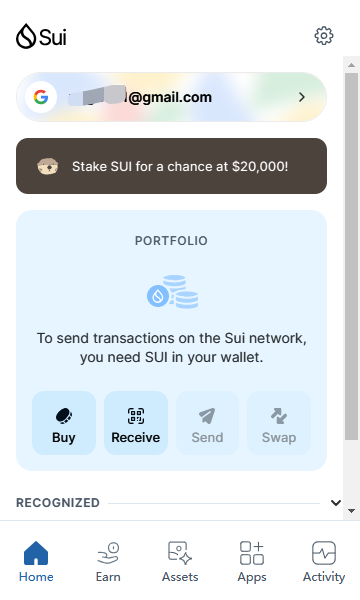 Sui
@gmail.com
Stake SUI for a chance at $20,000!
PORTFOLIO
To send transactions on the Sui network,
you need SUI in your wallet.
Buy Receive Send Swap
RECOGNIZED
Home Earn Assets Apps Activity